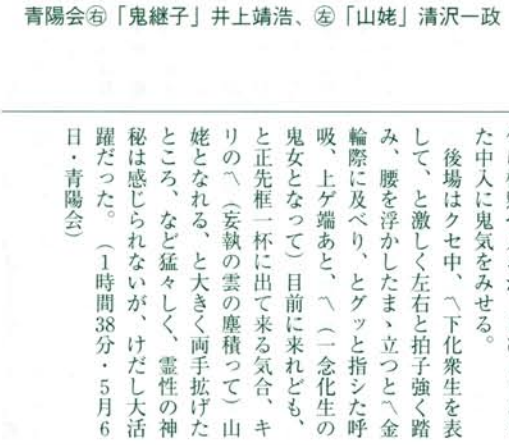 青陽会㊨「鬼継子」井上靖浩、㊧「山姥」清沢一政
た中入に鬼気をみせる。
　後場はクセ中、〽下化衆生を表
して、と激しく左右と拍子強く踏
み、腰を浮かしたまゝ立つと〽金
輪際に及べり、とグッと指シた呼
吸、上ゲ端あと、〽（一念化生の
鬼女となって）目前に来れども、
と正先框一杯に出て来る気合、キ
リの〽（妄執の雲の塵積って）山
姥となれる、と大きく両手拡げた
ところ、など猛々しく、霊性の神
秘は感じられないが、けだし大活
躍だった。（1時間38分・5月6
日・青陽会）